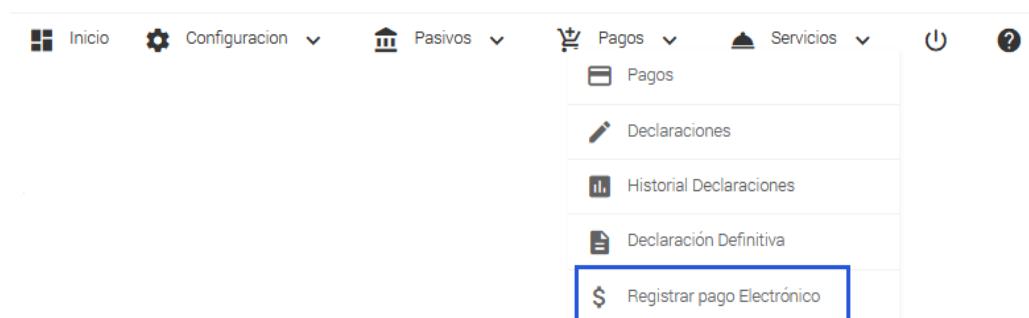 Inicio Configuracion Pasivos Pagos Servicios
Pagos
Declaraciones
Historial Declaraciones
Declaración Definitiva
$ Registrar pago Electrónico